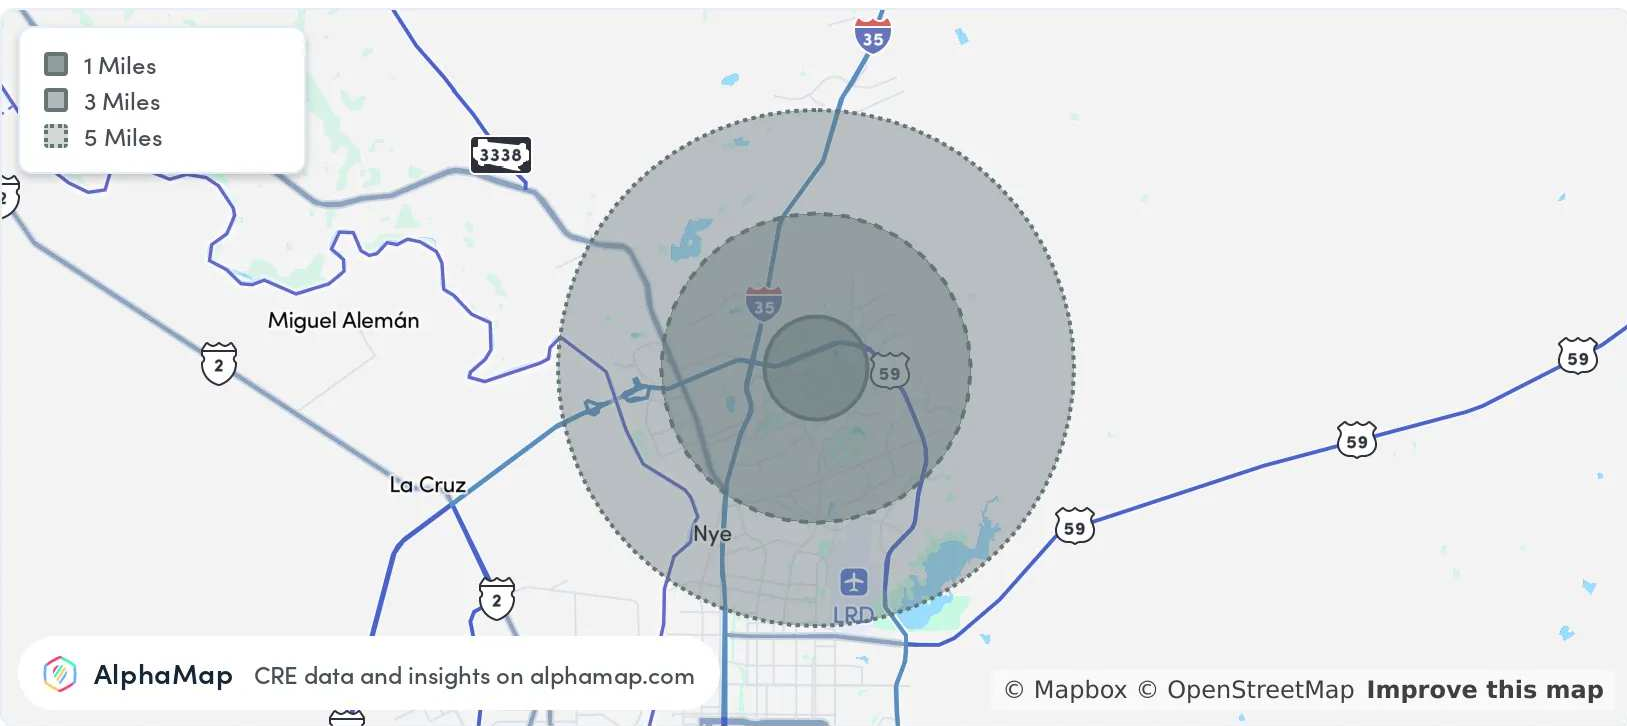 35
1 Miles
3 Miles
5 Miles
3338
2
35
Miguel Alemán
2
59
59
59
La Cruz
59
Nye
2
LRD
AlphaMap CRE data and insights on alphamap.com
© Mapbox © OpenStreetMap Improve this map